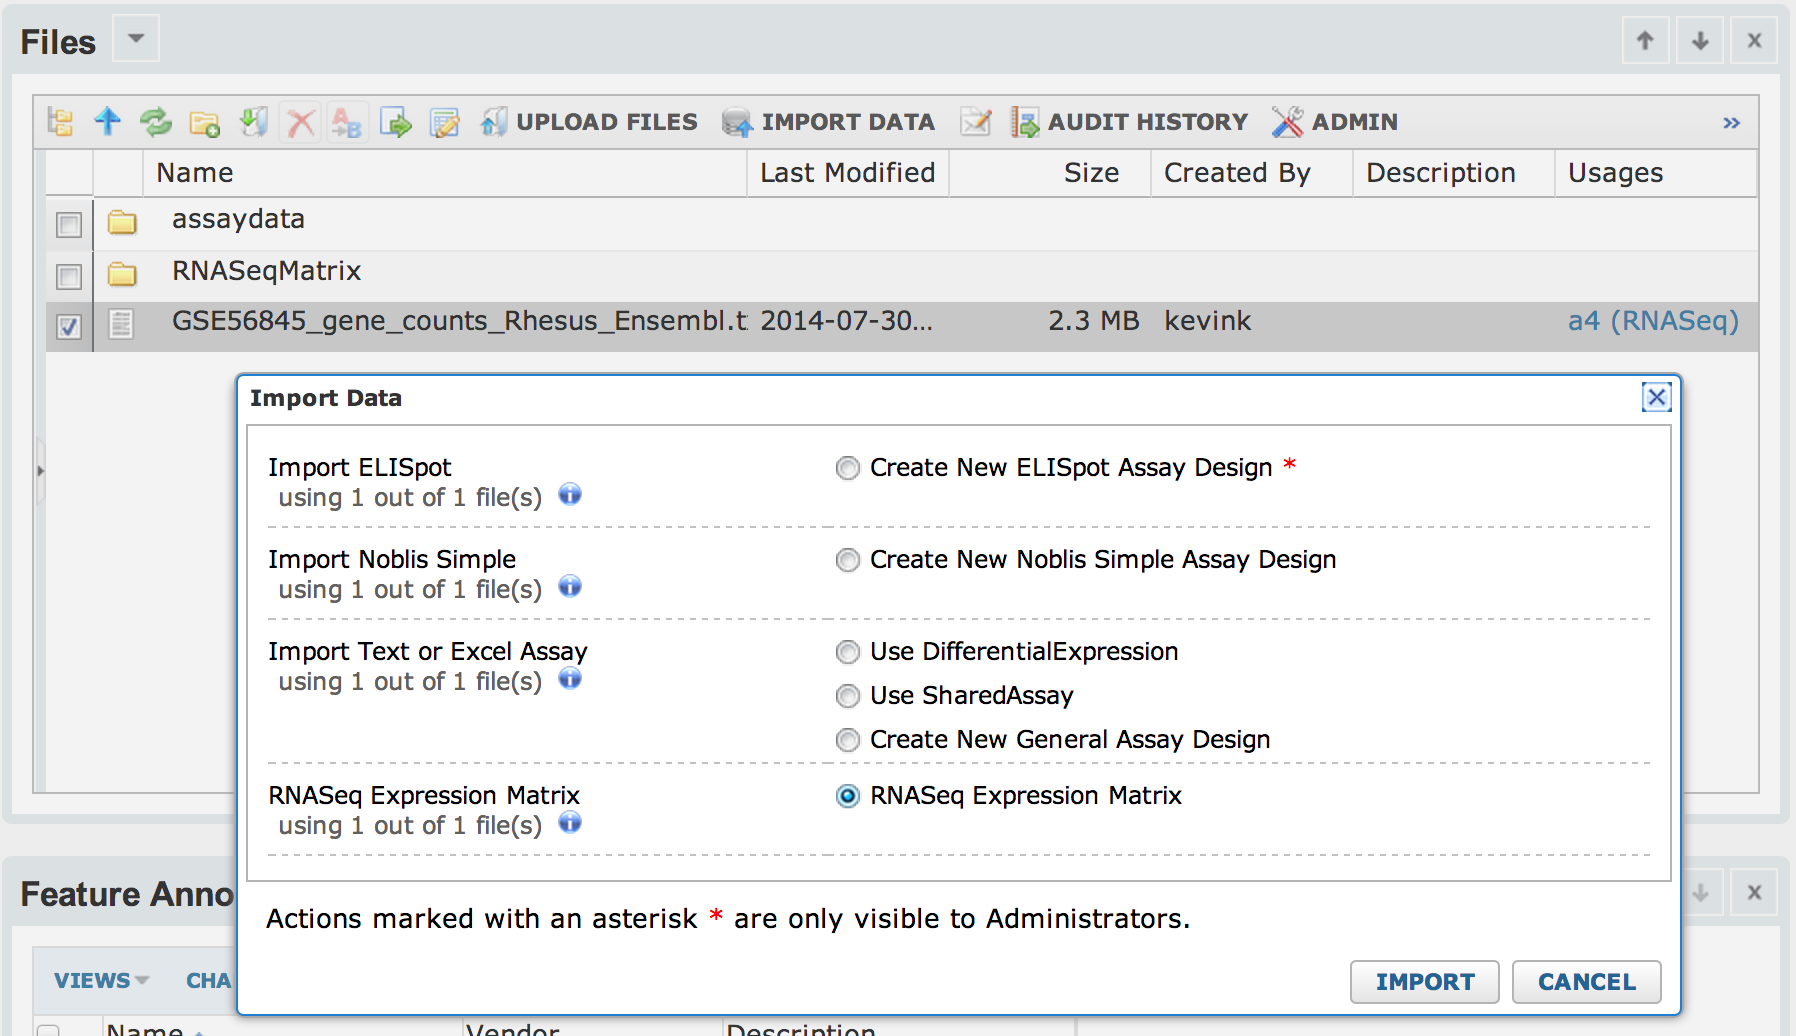 Files
UPLOAD FILES IMPORT DATA AUDIT HISTORY ADMIN »
Name Last Modified Size Created By Description Usages
assaydata
RNASeqMatrix
GSE56845_gene_counts_Rhesus_Ensembl.t 2014-07-30... 2.3 MB kevink a4 (RNASeq)
Import Data
Import ELISpot Create New ELISpot Assay Design *
using 1 out of 1 file(s)
Import Noblis Simple Create New Noblis Simple Assay Design
using 1 out of 1 file(s)
Import Text or Excel Assay Use DifferentialExpression
using 1 out of 1 file(s)
Use SharedAssay
Create New General Assay Design
RNASeq Expression Matrix RNASeq Expression Matrix
using 1 out of 1 file(s)
Feature Anno
Actions marked with an asterisk * are only visible to Administrators.
VIEWS CHA
IMPORT CANCEL
Name Vendor Description